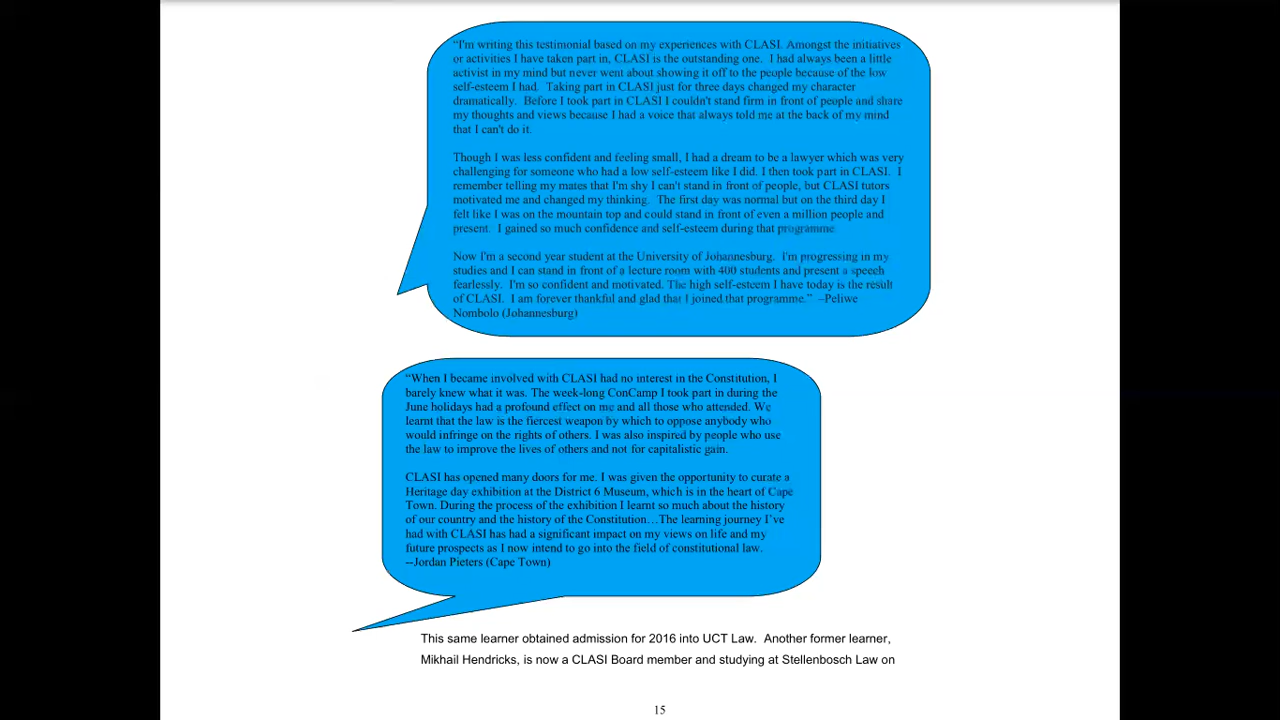 “I'm writing this testimonial based on my experiences with CLASI. Amongst the initiatives
or activities I have taken part in, CLASI is the outstanding one. I had always been a little
activist in my mind but never went about showing it off to the people because of the low
self-esteem I had. Taking part in CLASI just for three days changed my character
dramatically. Before I took part in CLASI I couldn't stand firm in front of people and share
my thoughts and views because I had a voice that always told me at the back of my mind
that I can't do it.
Though I was less confident and feeling small, I had a dream to be a lawyer which was very
challenging for someone who had a low self-esteem like I did. I then took part in CLASI. I
remember telling my mates that I'm shy I can't stand in front of people, but CLASI tutors
motivated me and changed my thinking. The first day was normal but on the third day I
felt like I was on the mountain top and could stand in front of even a million people and
present. I gained so much confidence and self-esteem during that programme.
Now I'm a second year student at the University of Johannesburg. I'm progressing in my
studies and I can stand in front of a lecture room with 400 students and present a speech
fearlessly. I'm so confident and motivated. The high self-esteem I have today is the result
of CLASI. I am forever thankful and glad that I joined that programme.” –Peliwe
Nombolo (Johannesburg)
“When I became involved with CLASI had no interest in the Constitution, I
barely knew what it was. The week-long ConCamp I took part in during the
June holidays had a profound effect on me and all those who attended. We
learnt that the law is the fiercest weapon by which to oppose anybody who
would infringe on the rights of others. I was also inspired by people who use
the law to improve the lives of others and not for capitalistic gain.
CLASI has opened many doors for me. I was given the opportunity to curate a
Heritage day exhibition at the District 6 Museum, which is in the heart of Cape
Town. During the process of the exhibition I learnt so much about the history
of our country and the history of the Constitution…The learning journey I’ve
had with CLASI has had a significant impact on my views on life and my
future prospects as I now intend to go into the field of constitutional law.
--Jordan Pieters (Cape Town)
This same learner obtained admission for 2016 into UCT Law. Another former learner,
Mikhail Hendricks, is now a CLASI Board member and studying at Stellenbosch Law on
15